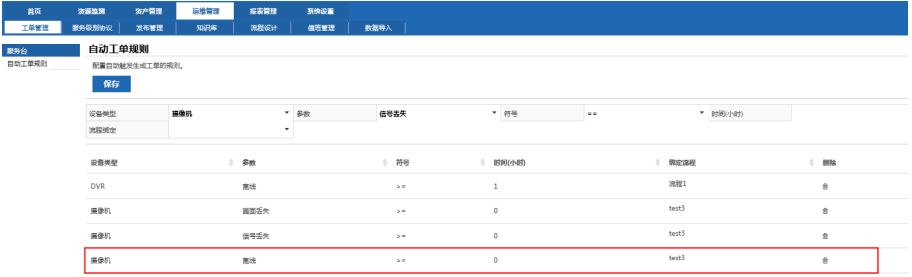 首页 资源监测 资产管理 运维管理 报表管理 系统设置
工单管理 服务级别协议 发布管理 知识库 流程设计 值班管理 数据导入
服务台
自动工单规则
自动工单规则
配置自动触发生成工单的规则。
保存
设备类型 摄像机 参数 信号丢失 符号 == 时间(小时)
流程绑定
设备类型 参数 符号 时间(小时) 绑定流程 删除
DVR 离线 >= 1 流程1
摄像机 画面丢失 >= 0 test3
摄像机 信号丢失 >= 0 test3
摄像机 离线 >= 0 test3